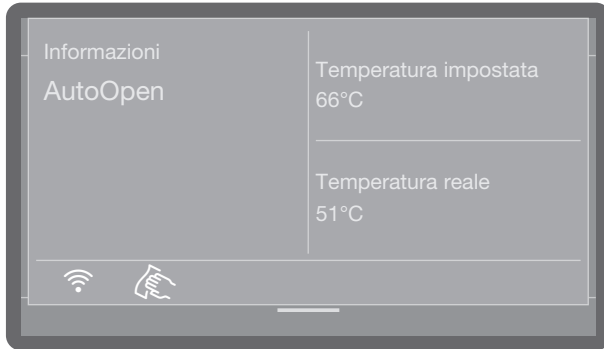 Informazioni
AutoOpen
Temperatura impostata
66°C
Temperatura reale
51°C